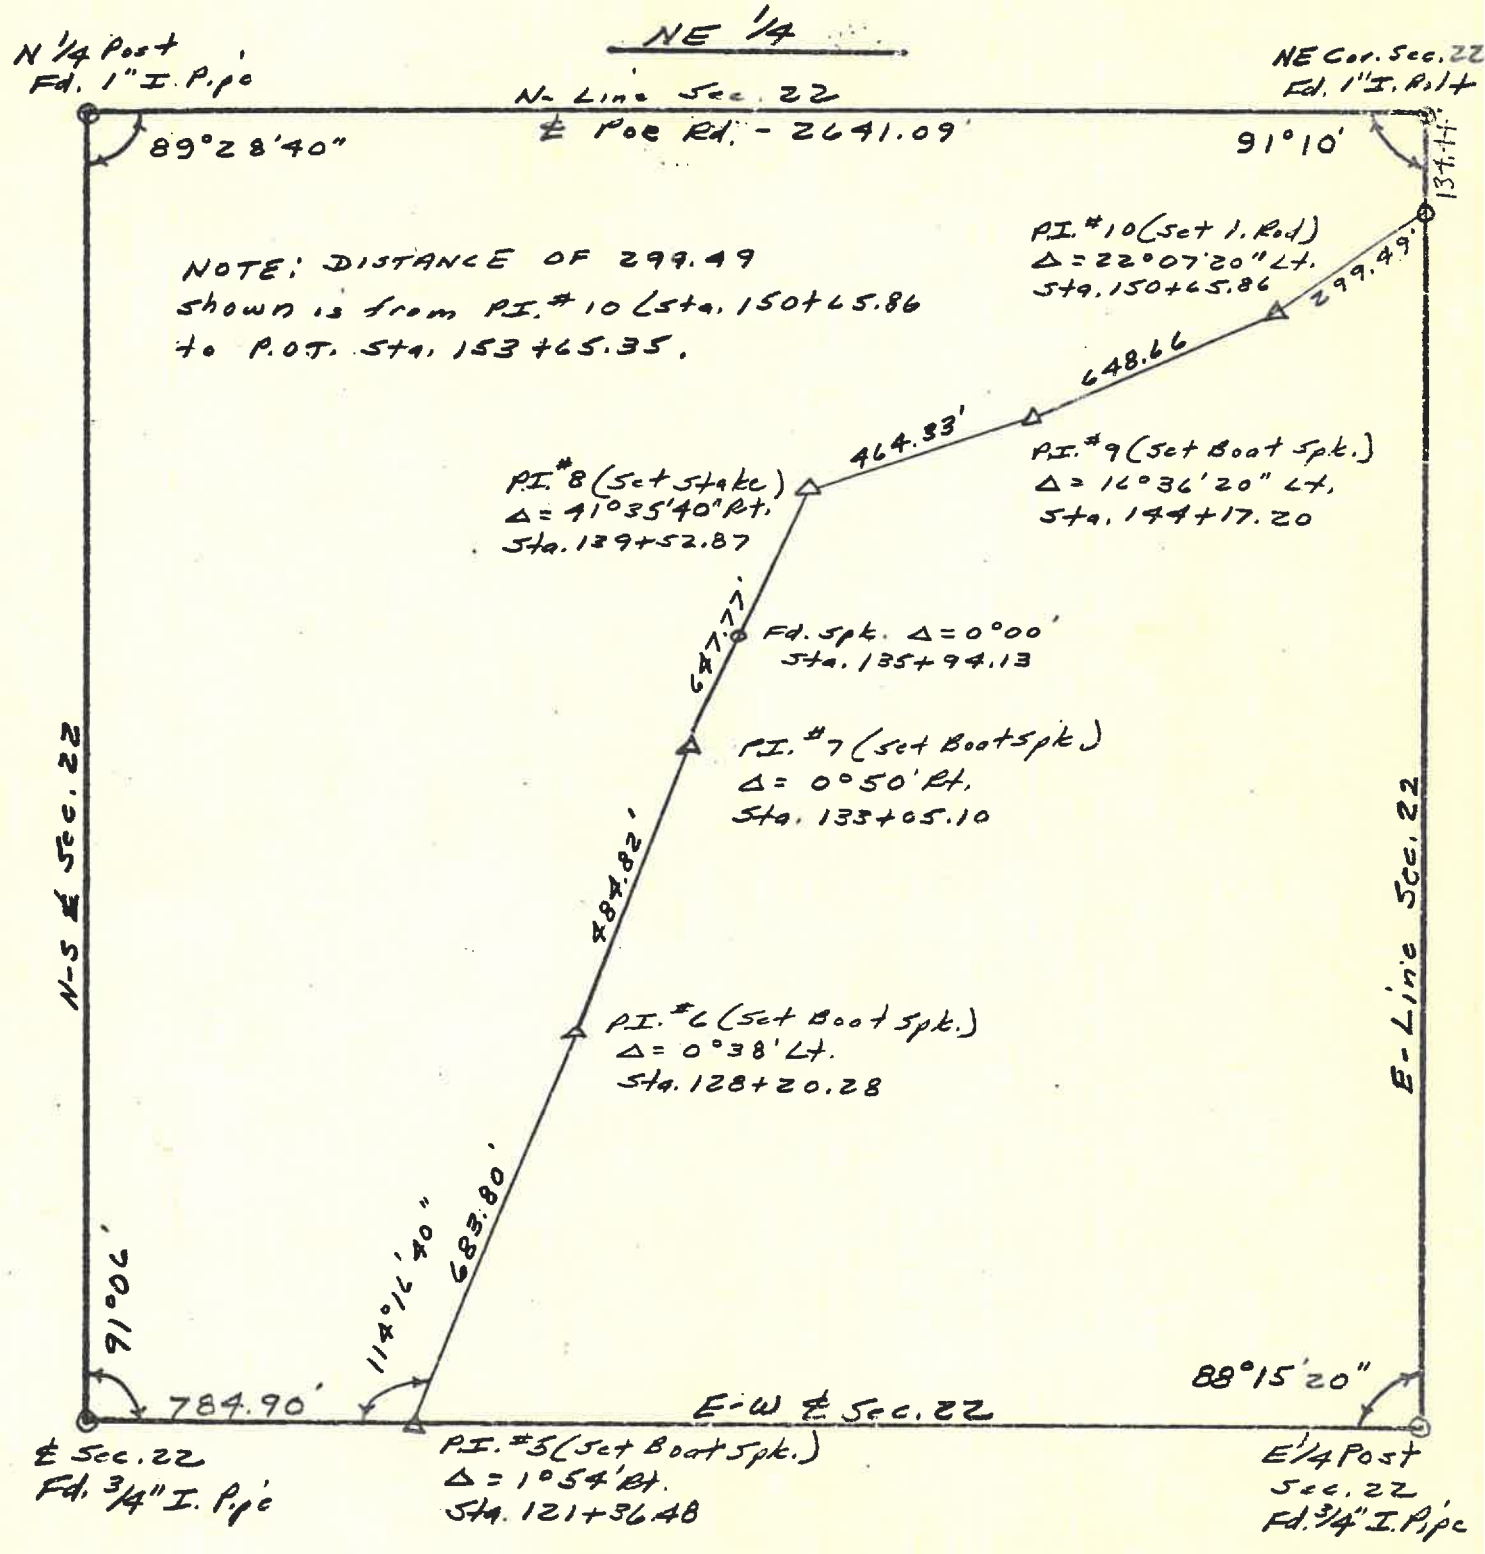 NE 1/4
N 1/4 Post
Fd. 1" I. Pipe
NE Cor. Sec. 22
Fd. 1" I. Bolt
N- Line Sec. 22
℄ Poe Rd. - 2641.09'
89°28'40"
91°10'
134.44
NOTE: DISTANCE OF 299.49
shown is from P.I. #10 (Sta. 150+65.86
to P.O.T. Sta. 153+65.35.
P.I. #10 (Set I. Rod)
Δ = 22°07'20" Lt.
Sta. 150+65.86
299.49'
648.66
464.33'
P.I. #9 (Set Boat Spk.)
Δ = 16°36'20" Lt.
Sta. 144+17.20
P.I. #8 (Set Stake)
Δ = 41°35'40" Rt.
Sta. 139+52.87
647.77'
Fd. Spk. Δ = 0°00'
Sta. 135+94.13
P.I. #7 (Set Boat Spk.)
Δ = 0°50' Rt.
Sta. 133+05.10
484.82'
N-S ℄ Sec. 22
E- Line Sec. 22
P.I. #6 (Set Boat Spk.)
Δ = 0°38' Lt.
Sta. 128+20.28
683.80'
91°06'
114°16'40"
88°15'20"
784.90'
E-W ℄ Sec. 22
℄ Sec. 22
Fd. 3/4" I. Pipe
P.I. #5 (Set Boat Spk.)
Δ = 1°54' Rt.
Sta. 121+36.48
E 1/4 Post
Sec. 22
Fd. 3/4" I. Pipe